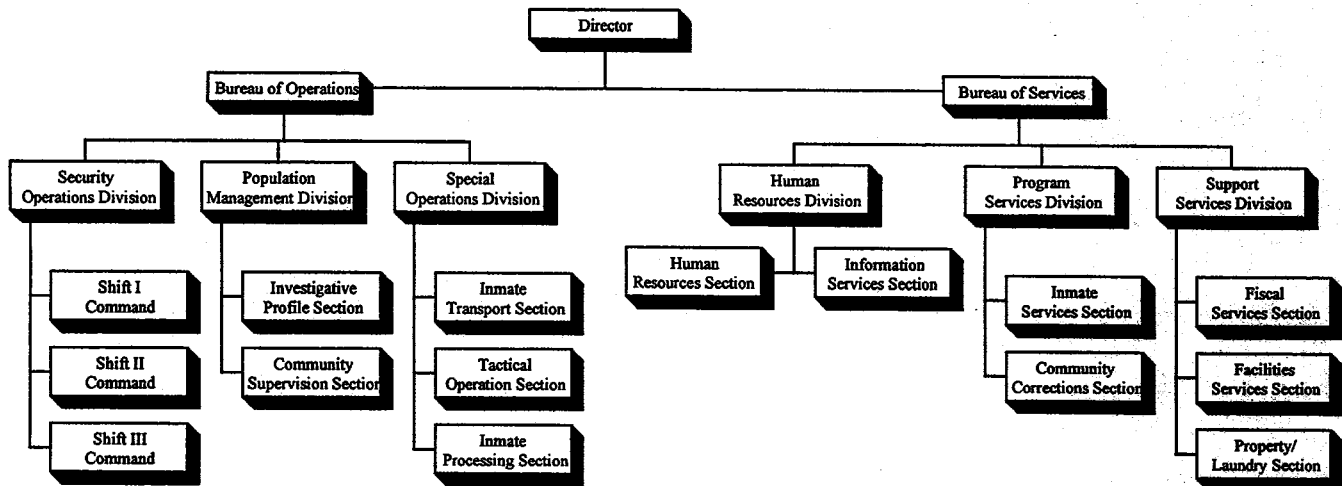 Director
Bureau of Operations
Bureau of Services
Security
Operations Division
Population
Management Division
Special
Operations Division
Human
Resources Division
Program
Services Division
Support
Services Division
Shift I
Command
Shift II
Command
Shift III
Command
Investigative
Profile Section
Community
Supervision Section
Inmate
Transport Section
Tactical
Operation Section
Inmate
Processing Section
Human
Resources Section
Information
Services Section
Inmate
Services Section
Community
Corrections Section
Fiscal
Services Section
Facilities
Services Section
Property/
Laundry Section